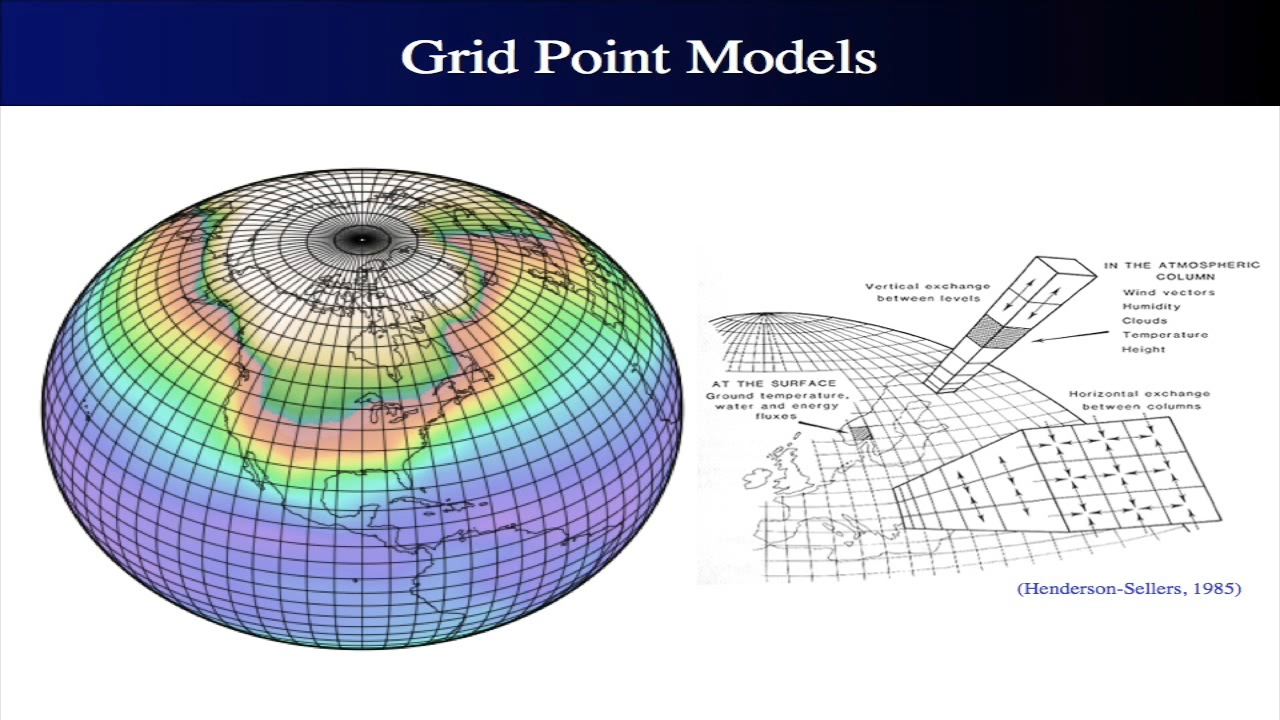 Grid Point Models
Vertical exchange
between levels
IN THE ATMOSPHERIC
COLUMN
Wind vectors
Humidity
Clouds
Temperature
Height
AT THE SURFACE
Ground temperature,
water and energy
fluxes
Horizontal exchange
between columns
(Henderson-Sellers, 1985)